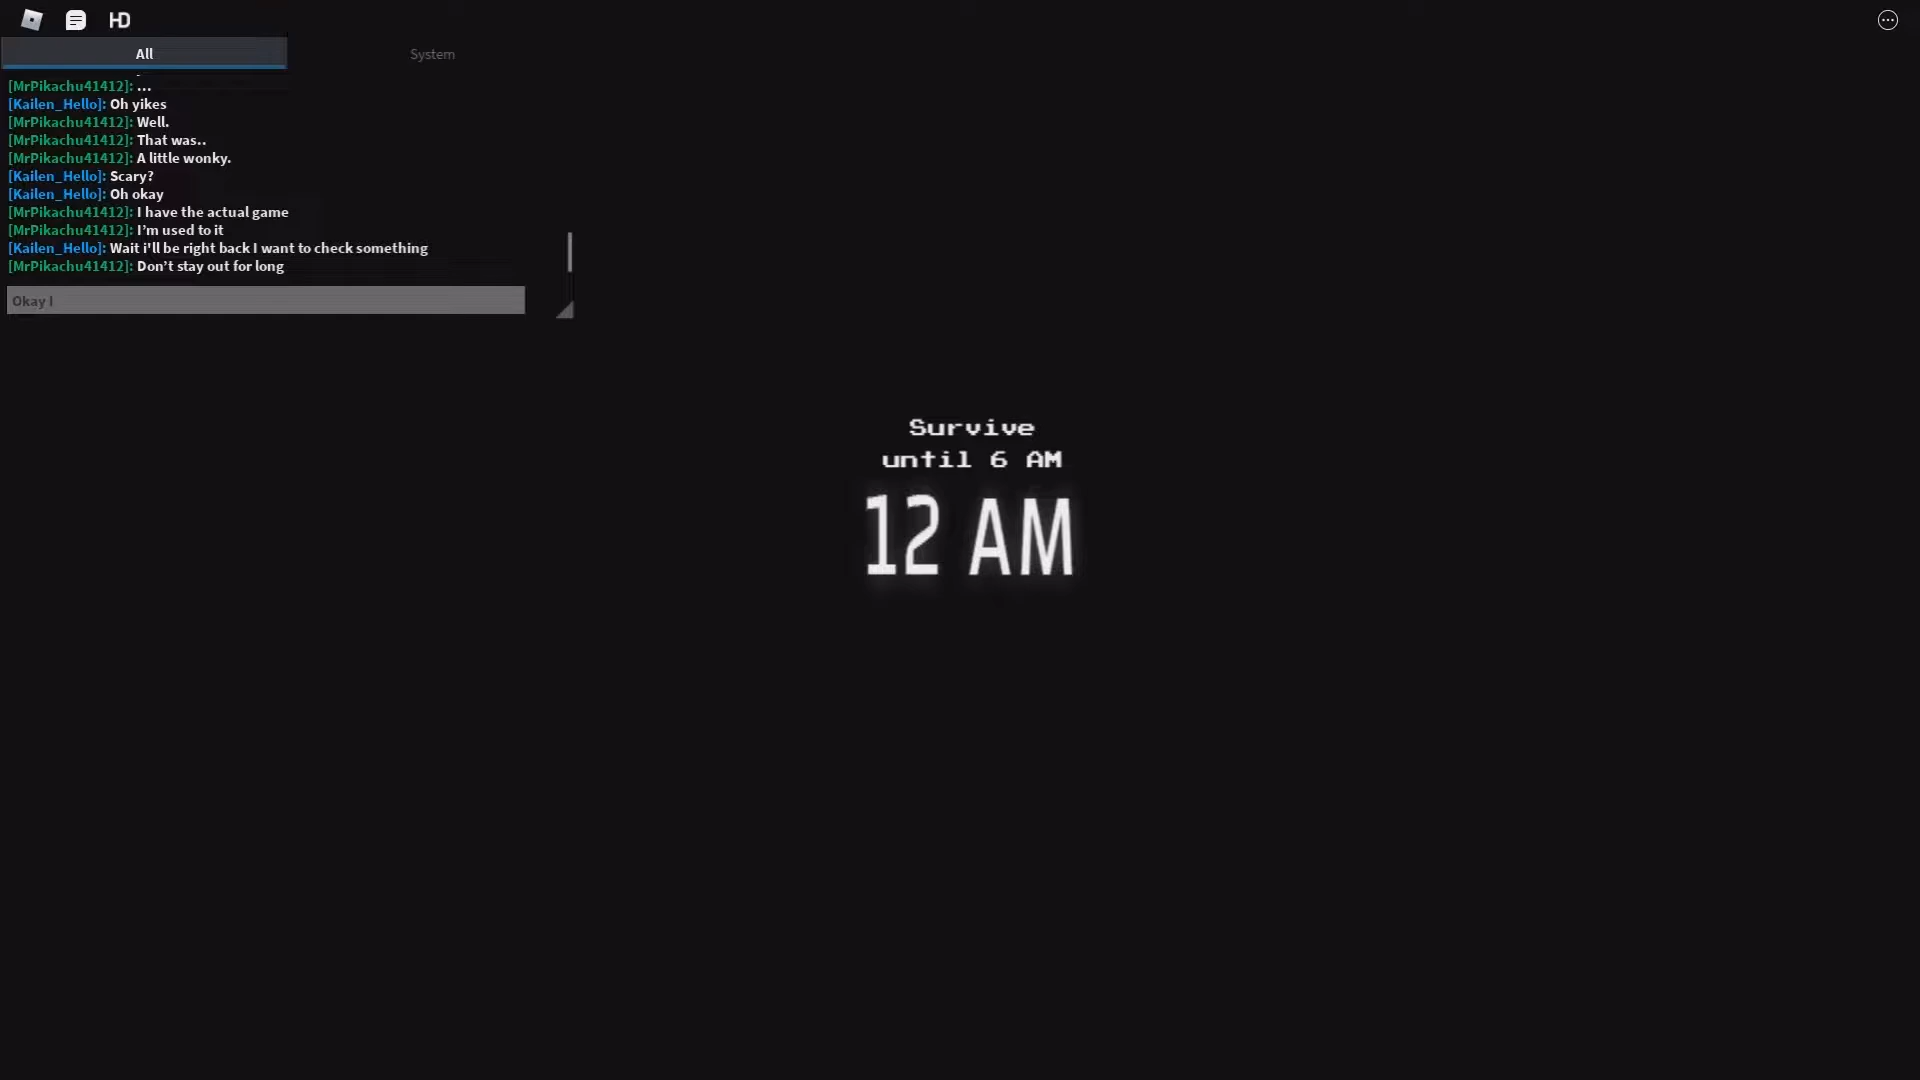 HD
All
System
[MrPikachu41412]: ...
[Kailen_Hello]: Oh yikes
[MrPikachu41412]: Well.
[MrPikachu41412]: That was..
[MrPikachu41412]: A little wonky.
[Kailen_Hello]: Scary?
[Kailen_Hello]: Oh okay
[MrPikachu41412]: I have the actual game
[MrPikachu41412]: I’m used to it
[Kailen_Hello]: Wait i'll be right back I want to check something
[MrPikachu41412]: Don’t stay out for long
Okay I
Survive
until 6 AM
12 AM